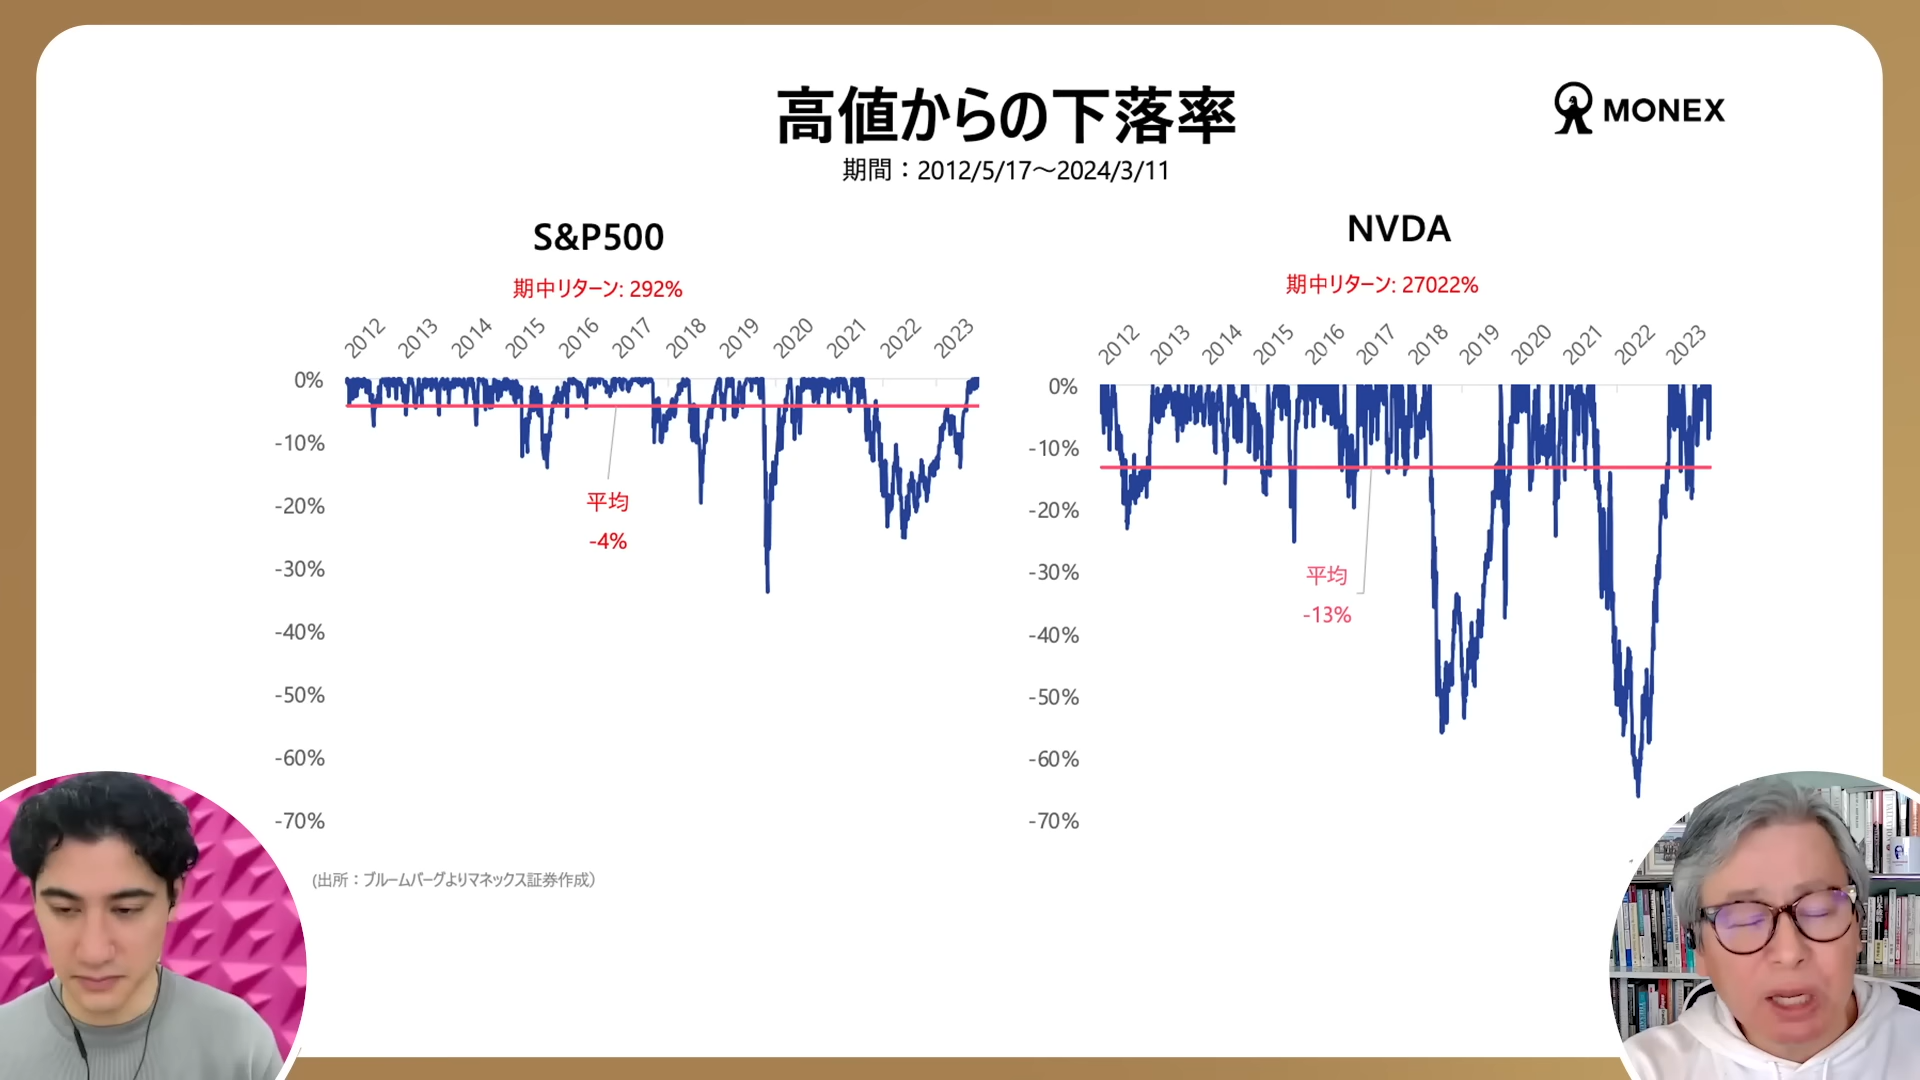 高値からの下落率
MONEX
期間：2012/5/17～2024/3/11
S&P500
期中リターン: 292%
2012 2013 2014 2015 2016 2017 2018 2019 2020 2021 2022 2023
0%
-10%
-20%
-30%
-40%
-50%
-60%
-70%
平均
-4%
(出所：ブルームバーグよりマネックス証券作成)
NVDA
期中リターン: 27022%
2012 2013 2014 2015 2016 2017 2018 2019 2020 2021 2022 2023
0%
-10%
-20%
-30%
-40%
-50%
-60%
-70%
平均
-13%